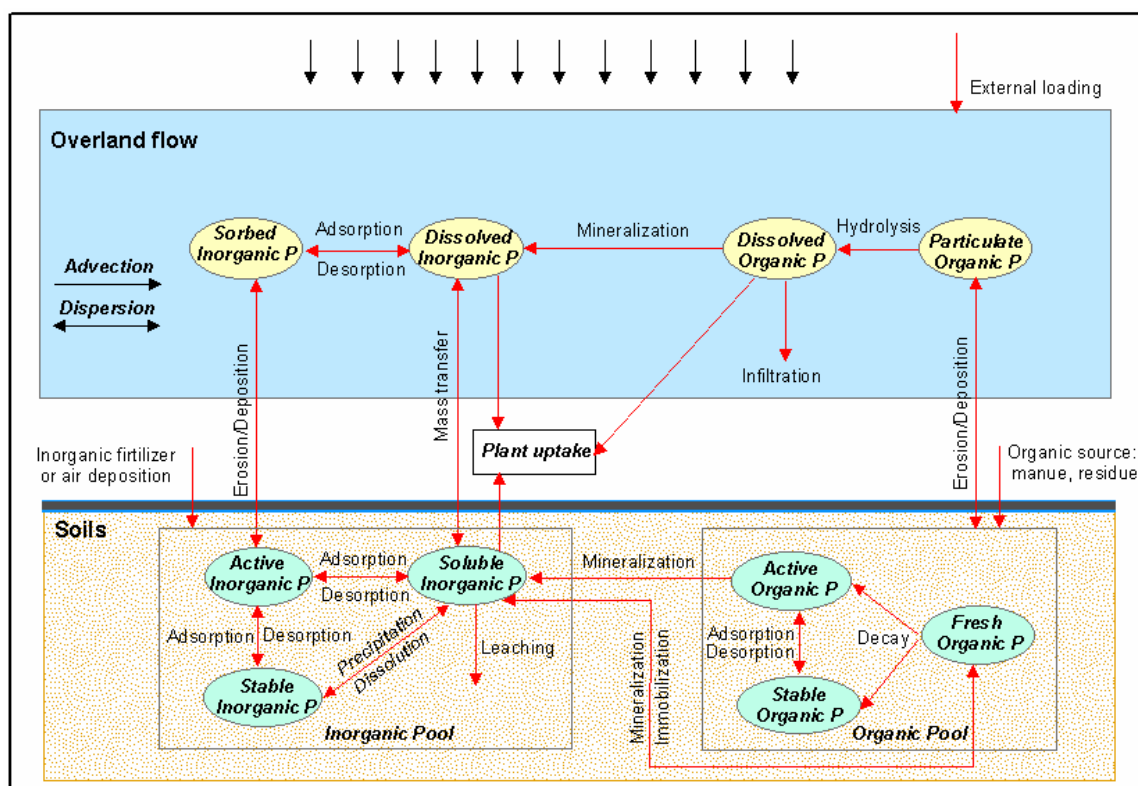 External loading
Overland flow
Sorbed
Inorganic P
Adsorption
Desorption
Dissolved
Inorganic P
Mineralization
Dissolved
Organic P
Hydrolysis
Particulate
Organic P
Advection
Dispersion
Erosion/Deposition
Mass transfer
Infiltration
Erosion/Deposition
Plant uptake
Inorganic firtilizer
or air deposition
Organic source:
manue, residue
Soils
Active
Inorganic P
Adsorption
Desorption
Soluble
Inorganic P
Mineralization
Active
Organic P
Adsorption
Desorption
Precipitation
Dissolution
Leaching
Mineralization
Immobilization
Adsorption
Desorption
Decay
Fresh
Organic P
Stable
Inorganic P
Stable
Organic P
Inorganic Pool
Organic Pool